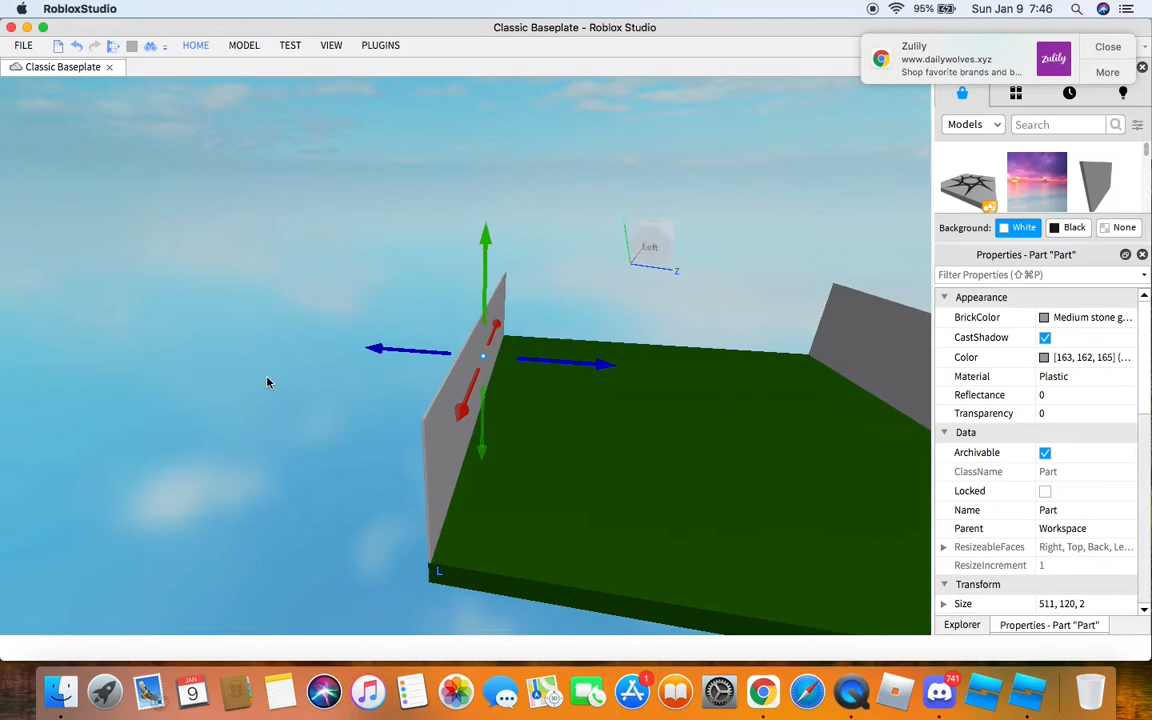 RobloxStudio
95%
Sun Jan 9 7:46
Classic Baseplate - Roblox Studio
FILE
HOME
MODEL
TEST
VIEW
PLUGINS
Zulily
www.dailywolves.xyz
Shop favorite brands and b...
zulily
Close
More
Classic Baseplate
Models
Search
Background:
White
Black
None
Properties - Part "Part"
Filter Properties (⇧⌘P)
Appearance
BrickColor
Medium stone g...
CastShadow
Color
[163, 162, 165] (...
Material
Plastic
Reflectance
0
Transparency
0
Data
Archivable
ClassName
Part
Locked
Name
Part
Parent
Workspace
ResizeableFaces
Right, Top, Back, Le...
ResizeIncrement
1
Transform
Size
511, 120, 2
Explorer
Properties - Part "Part"
Left
Z
L
JAN
9
1
741